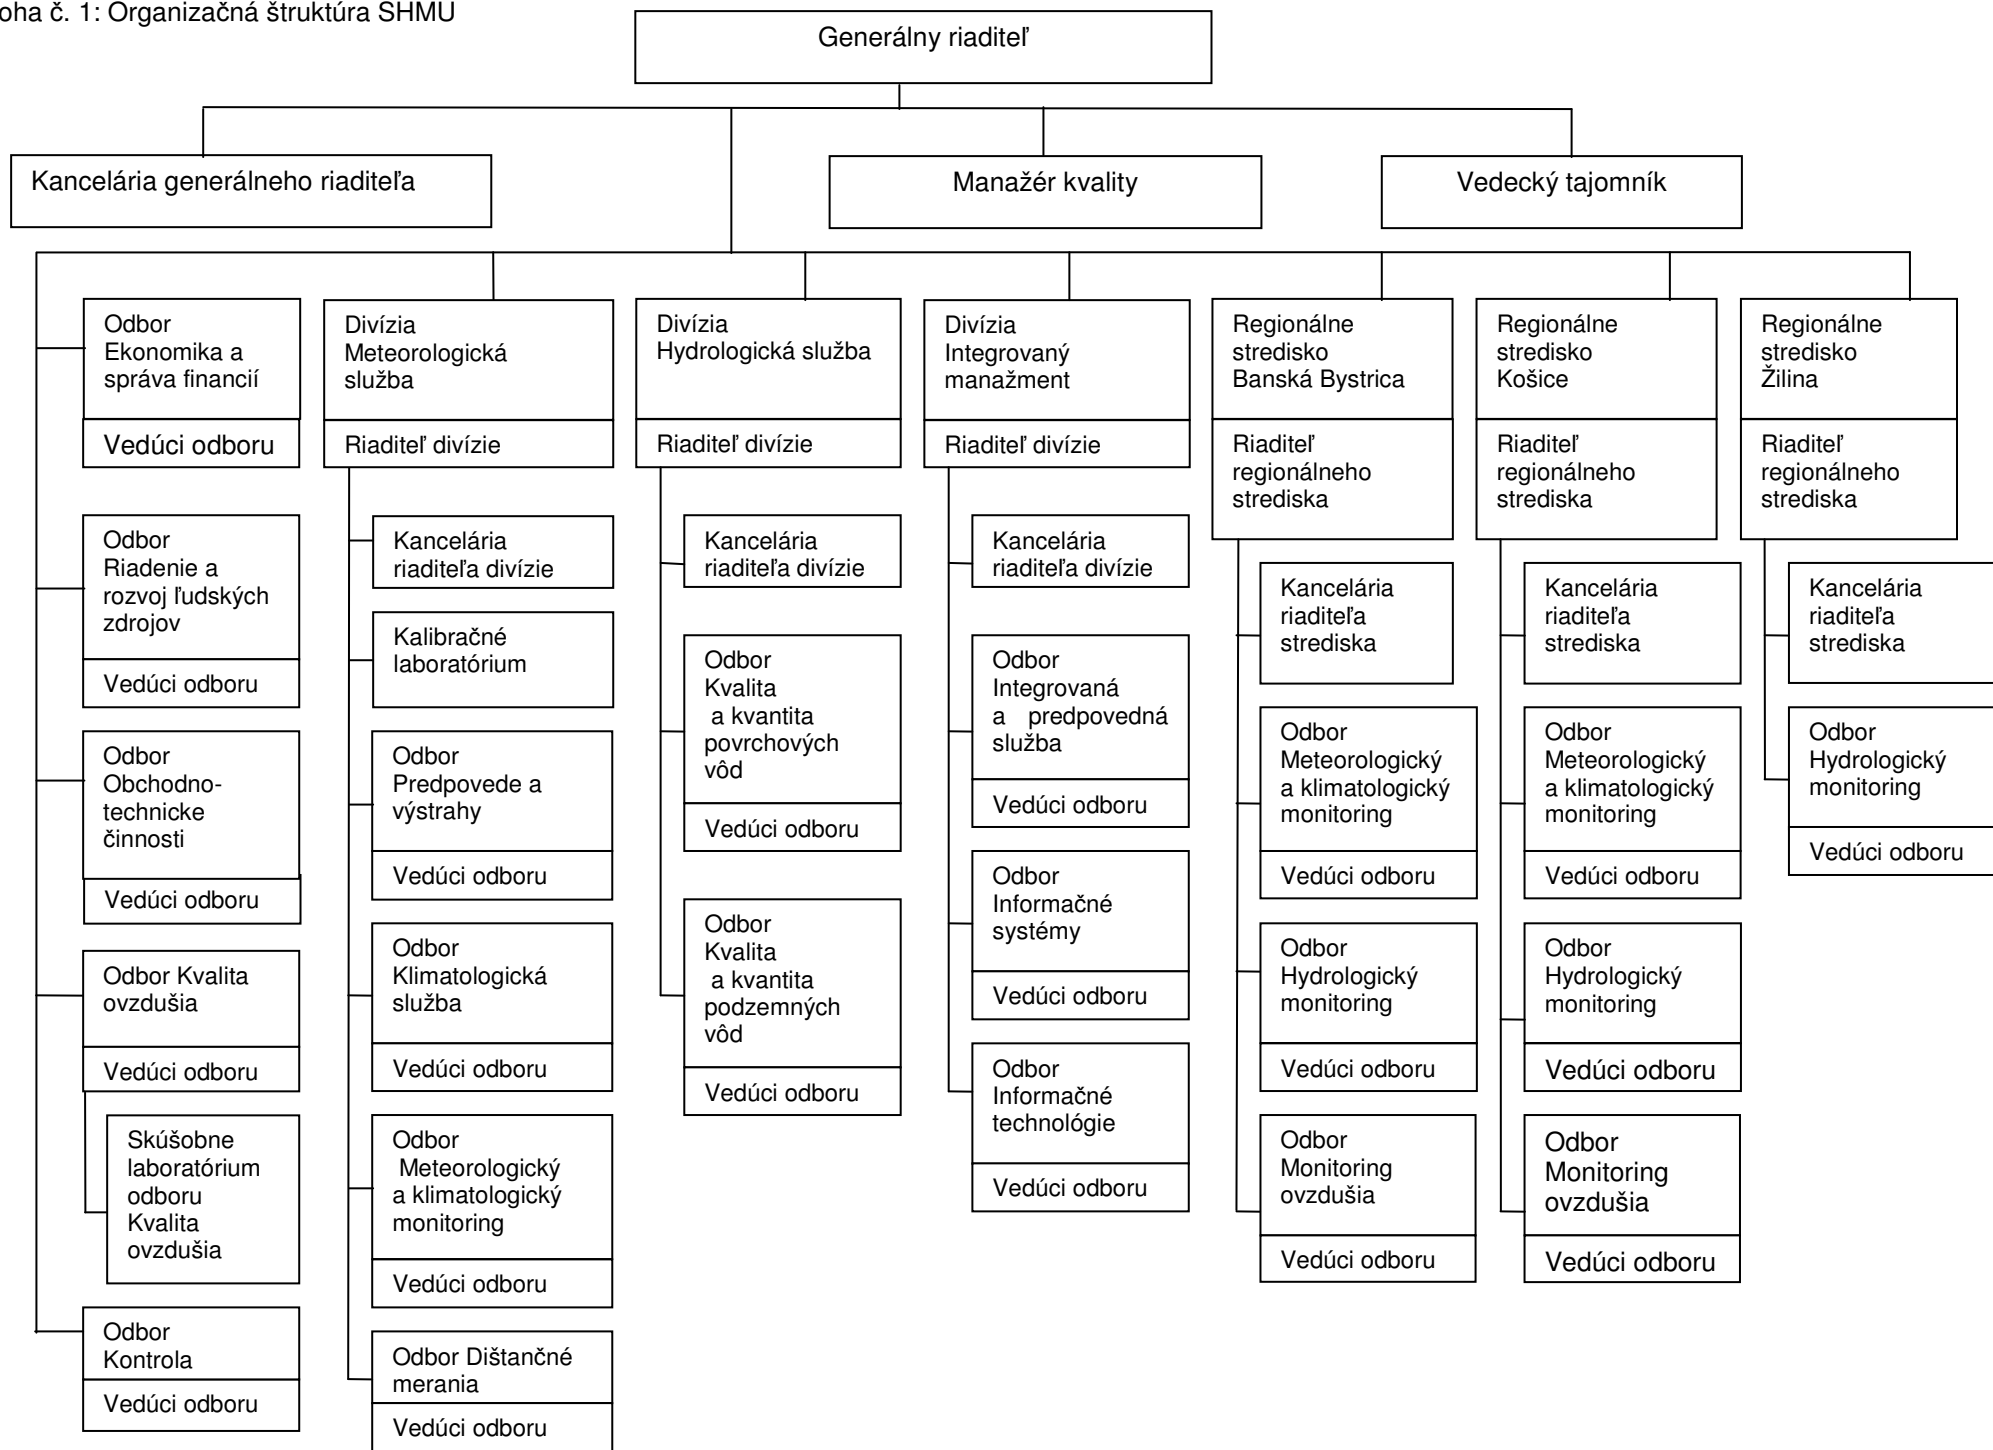 oha č. 1: Organizačná štruktúra SHMÚ
Generálny riaditeľ
Kancelária generálneho riaditeľa
Manažér kvality
Vedecký tajomník
Odbor
Ekonomika a
správa financií
Vedúci odboru
Odbor
Riadenie a
rozvoj ľudských
zdrojov
Vedúci odboru
Odbor
Obchodno-
technicke
činnosti
Vedúci odboru
Odbor Kvalita
ovzdušia
Vedúci odboru
Skúšobne
laboratórium
odboru
Kvalita
ovzdušia
Odbor
Kontrola
Vedúci odboru
Divízia
Meteorologická
služba
Riaditeľ divízie
Kancelária
riaditeľa divízie
Kalibračné
laboratórium
Odbor
Predpovede a
výstrahy
Vedúci odboru
Odbor
Klimatologická
služba
Vedúci odboru
Odbor
Meteorologický
a klimatologický
monitoring
Vedúci odboru
Odbor Dištančné
merania
Vedúci odboru
Divízia
Hydrologická služba
Riaditeľ divízie
Kancelária
riaditeľa divízie
Odbor
Kvalita
a kvantita
povrchových
vôd
Vedúci odboru
Odbor
Kvalita
a kvantita
podzemných
vôd
Vedúci odboru
Divízia
Integrovaný
manažment
Riaditeľ divízie
Kancelária
riaditeľa divízie
Odbor
Integrovaná
a predpovedná
služba
Vedúci odboru
Odbor
Informačné
systémy
Vedúci odboru
Odbor
Informačné
technológie
Vedúci odboru
Regionálne
stredisko
Banská Bystrica
Riaditeľ
regionálneho
strediska
Kancelária
riaditeľa
strediska
Odbor
Meteorologický
a klimatologický
monitoring
Vedúci odboru
Odbor
Hydrologický
monitoring
Vedúci odboru
Odbor
Monitoring
ovzdušia
Vedúci odboru
Regionálne
stredisko
Košice
Riaditeľ
regionálneho
strediska
Kancelária
riaditeľa
strediska
Odbor
Meteorologický
a klimatologický
monitoring
Vedúci odboru
Odbor
Hydrologický
monitoring
Vedúci odboru
Odbor
Monitoring
ovzdušia
Vedúci odboru
Regionálne
stredisko
Žilina
Riaditeľ
regionálneho
strediska
Kancelária
riaditeľa
strediska
Odbor
Hydrologický
monitoring
Vedúci odboru